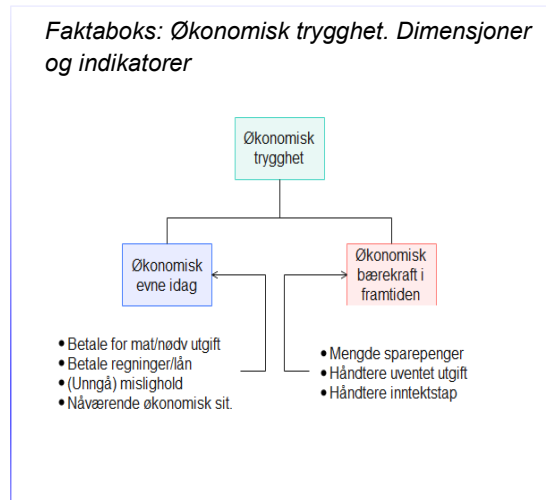 Faktaboks: Økonomisk trygghet. Dimensjoner
og indikatorer
Økonomisk
trygghet
Økonomisk
evne idag
Økonomisk
bærekraft i
framtiden
• Betale for mat/nødv utgift
• Betale regninger/lån
• (Unngå) mislighold
• Nåværende økonomisk sit.
• Mengde sparepenger
• Håndtere uventet utgift
• Håndtere inntektstap